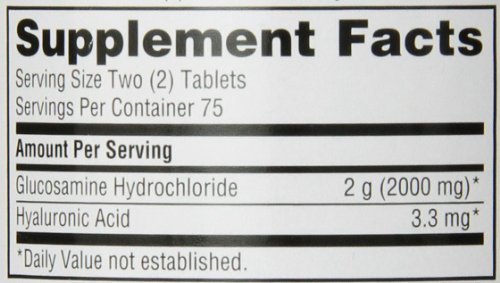 Supplement Facts
Serving Size Two (2) Tablets
Servings Per Container 75
Amount Per Serving
Glucosamine Hydrochloride 2 g (2000 mg)*
Hyaluronic Acid 3.3 mg*
*Daily Value not established.